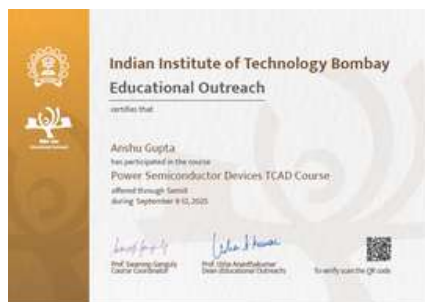 Indian Institute of Technology Bombay
Educational Outreach
certifies that
Anshu Gupta
has participated in the course
Power Semiconductor Devices TCAD Course
offered through Semi
during September 8-12, 2025
Prof. Swaroop Ganguly
Course Coordinator
Prof. Usha Ananthakumar
Dean (Educational Outreach)
To verify scan the QR code